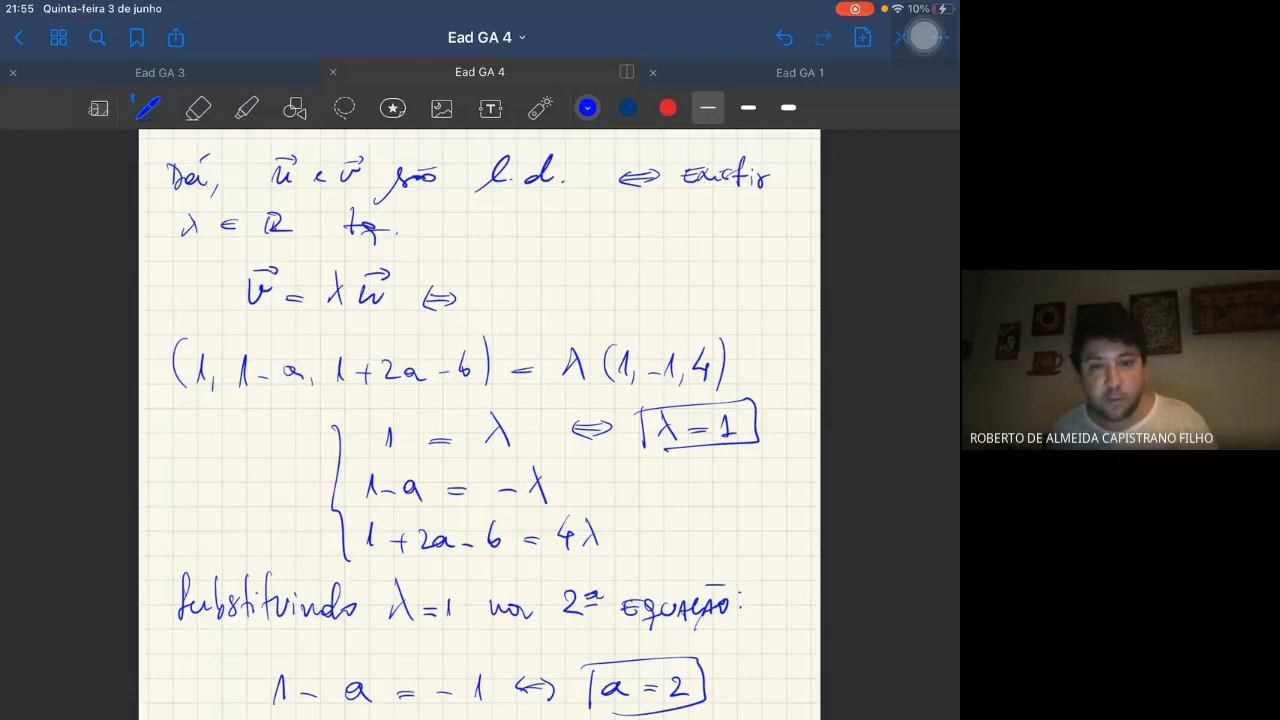 21:55 Quinta-feira 3 de junho
10%
Ead GA 4
Ead GA 3
Ead GA 4
Ead GA 1
Daí, u⃗ e v⃗ são l.d. ⇔ Existir
λ ∈ ℝ tq.
v⃗ = λ u⃗ ⇔
(1, 1-a, 1+2a-b) = λ (1, -1, 4)
1 = λ ⇔ λ = 1
1-a = -λ
1+2a-b = 4λ
Substituindo λ=1 na 2ª EQUAÇÃO:
1 - a = -1 ⇔ a = 2
ROBERTO DE ALMEIDA CAPISTRANO FILHO